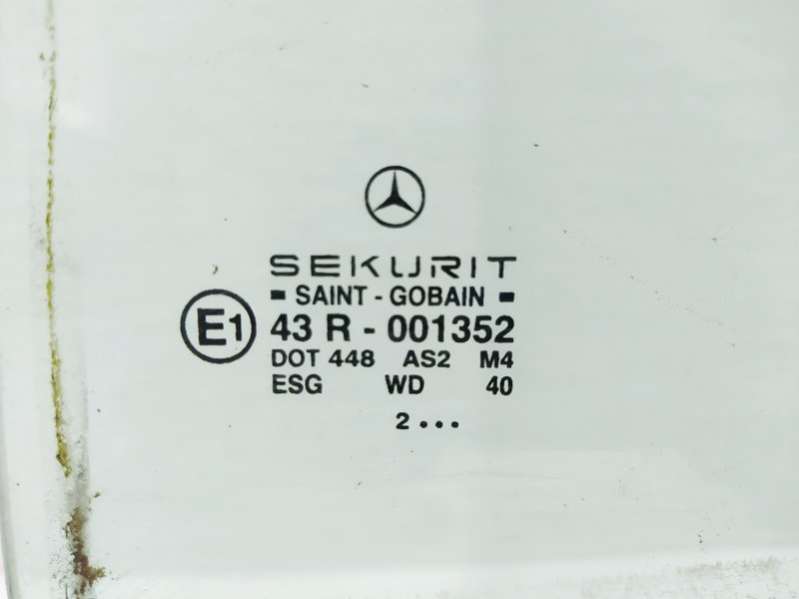 SEKURIT
SAINT - GOBAIN
E1 43 R - 001352
DOT 448 AS2 M4
ESG WD 40
2...